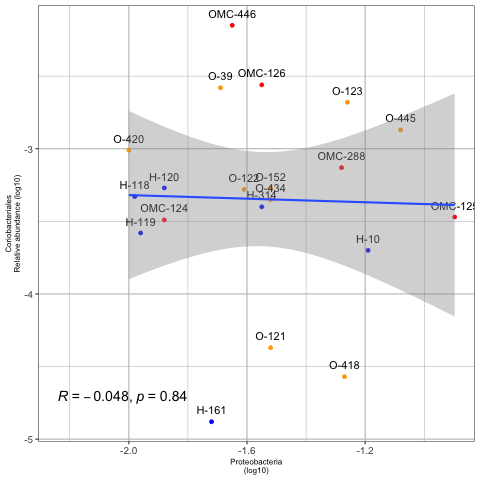 OMC-446
O-39
OMC-126
O-123
O-445
O-420
-3
OMC-288
H-120
O-122
O-152
H-118
O-434
H-314
OMC-124
OMC-125
H-119
H-10
Coriobacteriales
Relative abundance (log10)
-4
O-121
O-418
R = −0.048, p = 0.84
H-161
-5
-2.0
-1.6
-1.2
Proteobacteria
(log10)